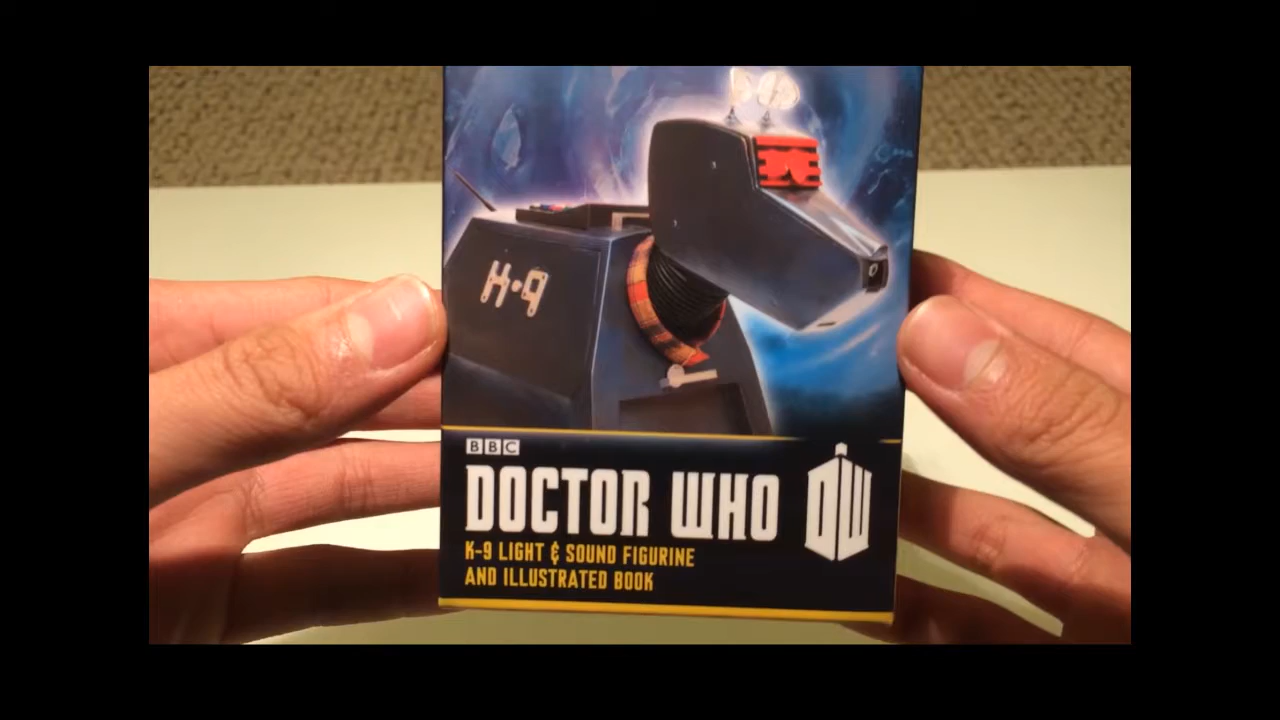 K·9
BBC
DOCTOR WHO
DW
K-9 LIGHT & SOUND FIGURINE
AND ILLUSTRATED BOOK